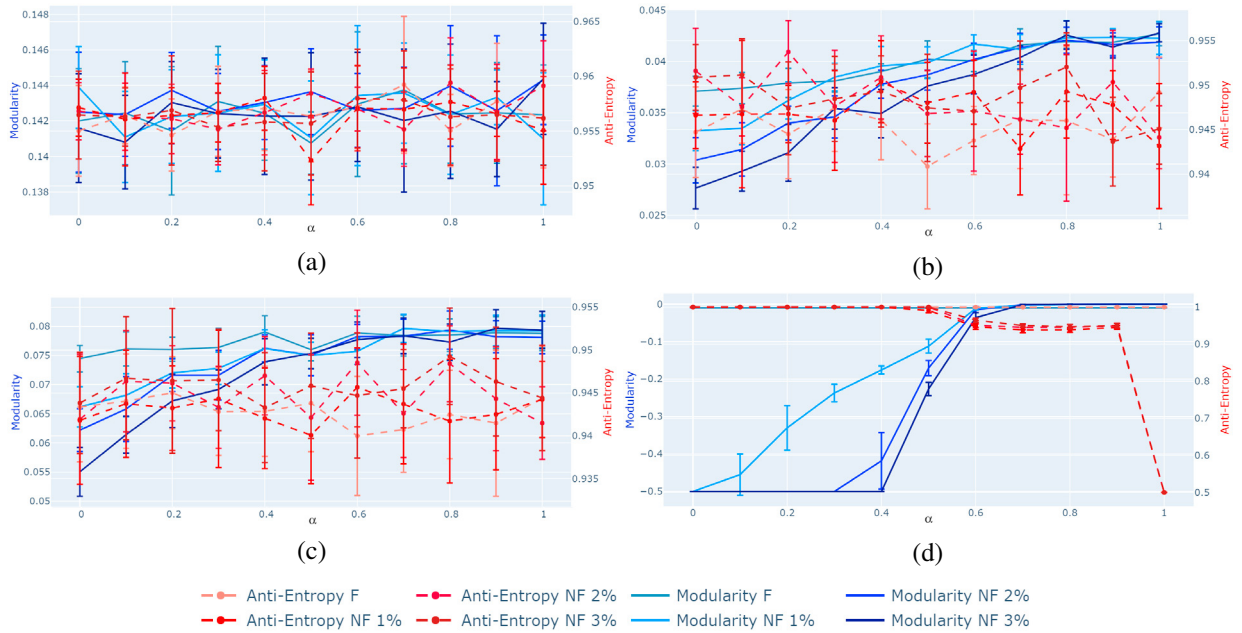 0.148
0.146
0.144
0.142
0.14
0.138
Modularity
0.965
0.96
0.955
0.95
Anti-Entropy
0 0.2 0.4 0.6 0.8 1
α
(a)
0.045
0.04
0.035
0.03
0.025
Modularity
0.955
0.95
0.945
0.94
Anti-Entropy
0 0.2 0.4 0.6 0.8 1
α
(b)
0.08
0.075
0.07
0.065
0.06
0.055
0.05
Modularity
0.955
0.95
0.945
0.94
0.935
Anti-Entropy
0 0.2 0.4 0.6 0.8 1
α
(c)
0
−0.1
−0.2
−0.3
−0.4
−0.5
Modularity
1
0.9
0.8
0.7
0.6
0.5
Anti-Entropy
0 0.2 0.4 0.6 0.8 1
α
(d)
Anti-Entropy F Anti-Entropy NF 2% Modularity F Modularity NF 2%
Anti-Entropy NF 1% Anti-Entropy NF 3% Modularity NF 1% Modularity NF 3%